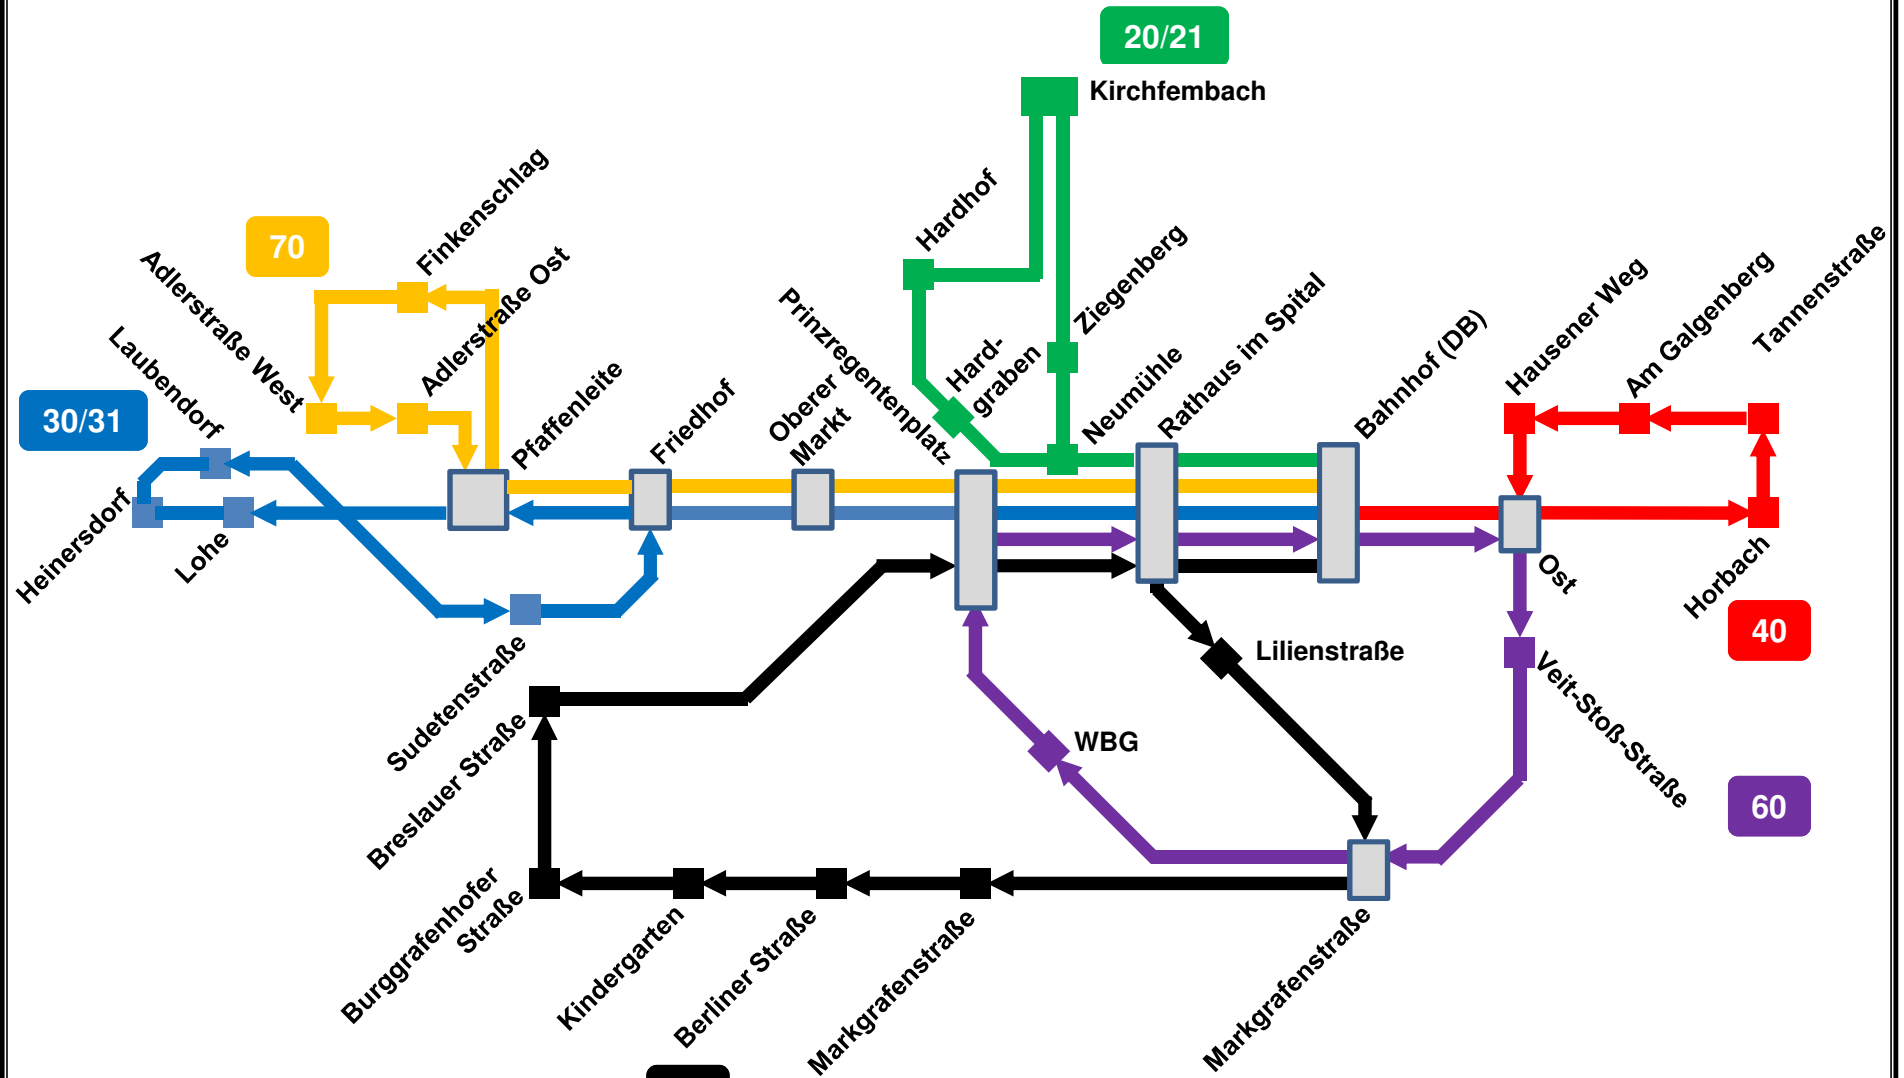 20/21
Kirchfembach
Hardhof
Finkenschlag
70
Adlerstraße Ost
Adlerstraße West
Laubendorf
30/31
Heinersdorf
Lohe
Pfaffenleite
Friedhof
Oberer
Markt
Prinzregentenplatz
Hard-
graben
Ziegenberg
Neumühle
Rathaus im Spital
Bahnhof (DB)
Hausener Weg
Am Galgenberg
Tannenstraße
Ost
Horbach
40
Sudetenstraße
Breslauer Straße
Lilienstraße
WBG
Veit-Stoß-Straße
60
Burggrafenhofer
Straße
Kindergarten
Berliner Straße
Markgrafenstraße
Markgrafenstraße